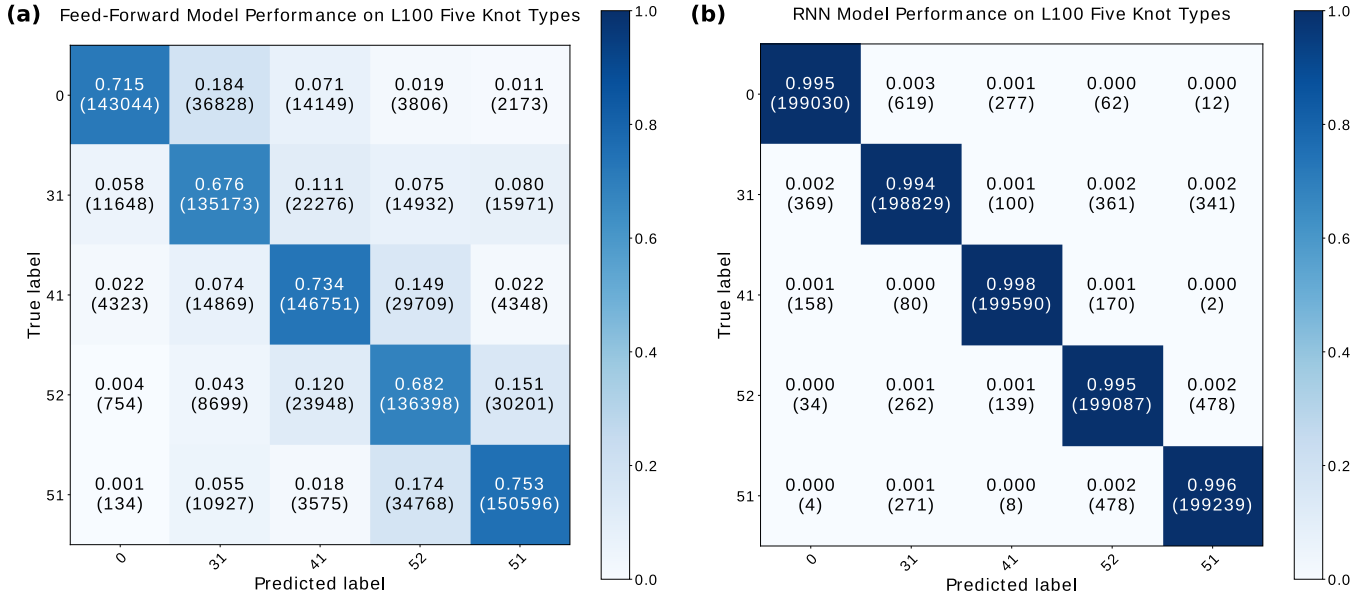 (a) Feed-Forward Model Performance on L100 Five Knot Types
True label
0
0.715 0.184 0.071 0.019 0.011
(143044) (36828) (14149) (3806) (2173)
31
0.058 0.676 0.111 0.075 0.080
(11648) (135173) (22276) (14932) (15971)
41
0.022 0.074 0.734 0.149 0.022
(4323) (14869) (146751) (29709) (4348)
52
0.004 0.043 0.120 0.682 0.151
(754) (8699) (23948) (136398) (30201)
51
0.001 0.055 0.018 0.174 0.753
(134) (10927) (3575) (34768) (150596)
0 31 41 52 51
Predicted label
1.0
0.8
0.6
0.4
0.2
0.0
(b) RNN Model Performance on L100 Five Knot Types
True label
0
0.995 0.003 0.001 0.000 0.000
(199030) (619) (277) (62) (12)
31
0.002 0.994 0.001 0.002 0.002
(369) (198829) (100) (361) (341)
41
0.001 0.000 0.998 0.001 0.000
(158) (80) (199590) (170) (2)
52
0.000 0.001 0.001 0.995 0.002
(34) (262) (139) (199087) (478)
51
0.000 0.001 0.000 0.002 0.996
(4) (271) (8) (478) (199239)
0 31 41 52 51
Predicted label
1.0
0.8
0.6
0.4
0.2
0.0